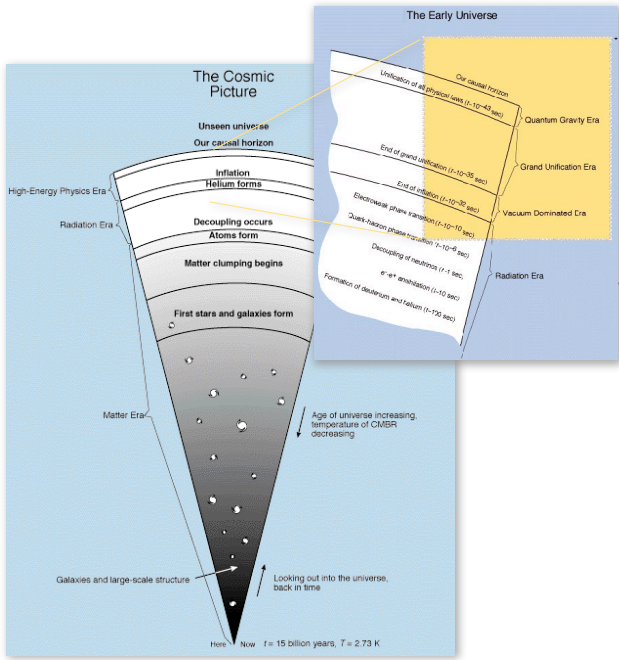 The Early Universe
Our causal horizon
Unification of all physical laws (t~10^-43 sec)
Quantum Gravity Era
End of grand unification (t~10^-35 sec)
Grand Unification Era
End of inflation (t~10^-32 sec)
Vacuum Dominated Era
Electroweak phase transition (t~10^-10 sec)
Quark-hadron phase transition (t~10^-6 sec)
Decoupling of neutrinos (t~1 sec)
Radiation Era
e⁻-e⁺ annihilation (t~10 sec)
Formation of deuterium and helium (t~100 sec)
The Cosmic
Picture
Unseen universe
Our causal horizon
Inflation
Helium forms
High-Energy Physics Era
Radiation Era
Decoupling occurs
Atoms form
Matter clumping begins
First stars and galaxies form
Matter Era
Age of universe increasing,
temperature of CMBR
decreasing
Galaxies and large-scale structure
Looking out into the universe,
back in time
Here Now t = 15 billion years, T = 2.73 K